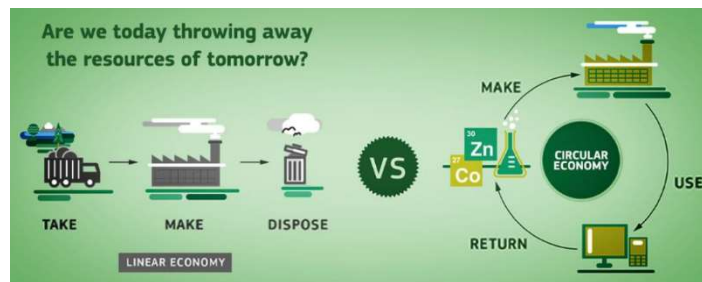 Are we today throwing away
the resources of tomorrow?
TAKE
MAKE
DISPOSE
LINEAR ECONOMY
VS
MAKE
30
Zn
27
Co
CIRCULAR
ECONOMY
USE
RETURN